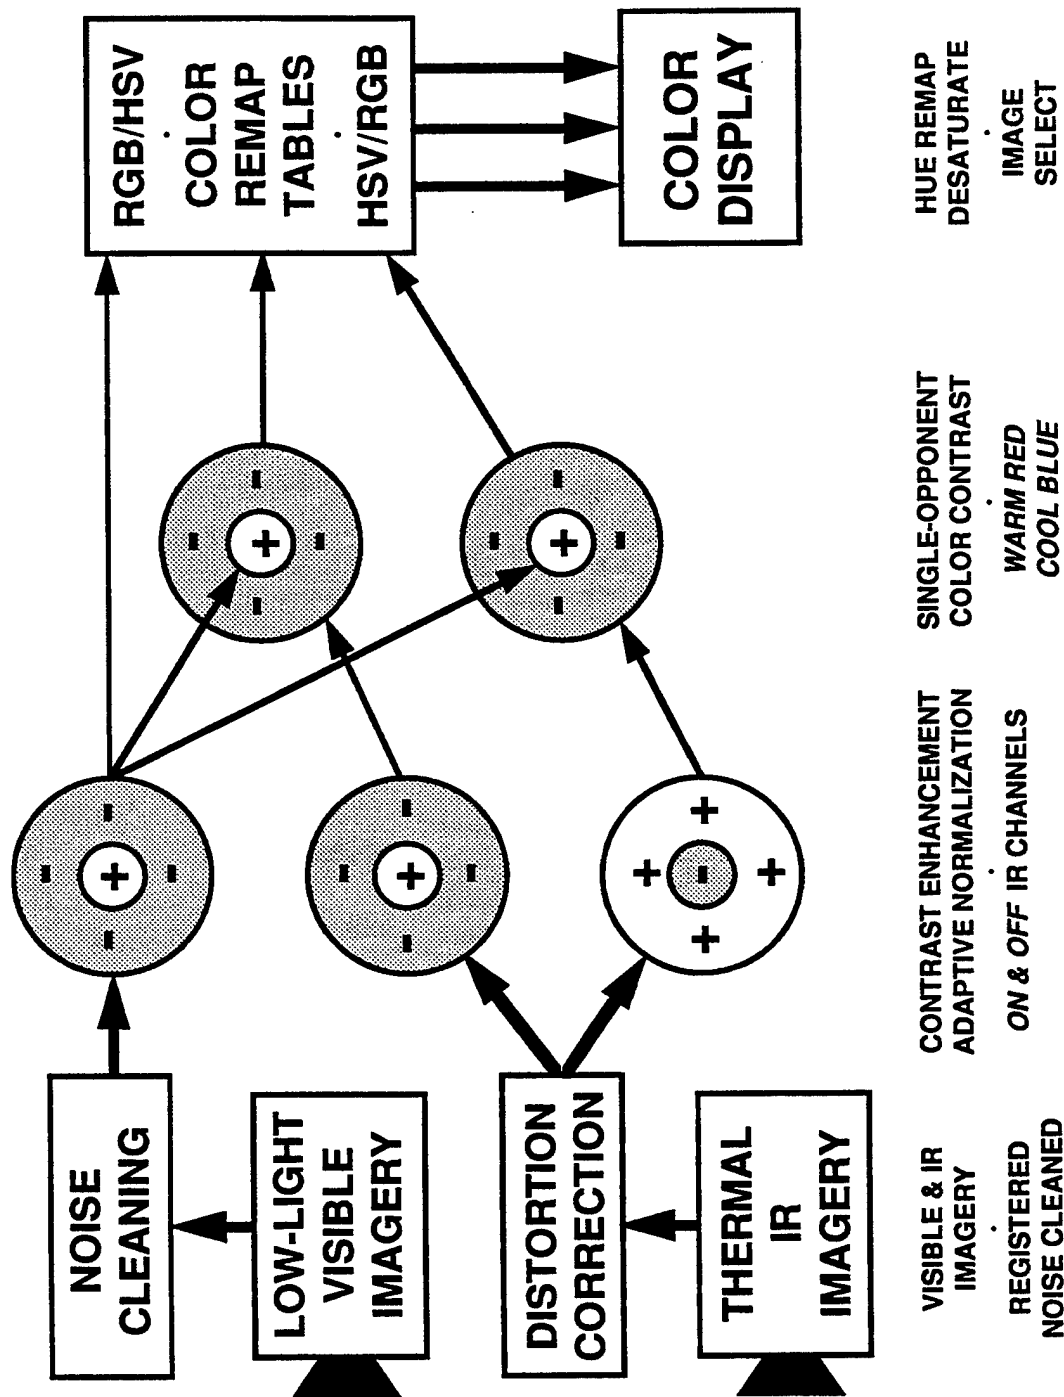 NOISE
CLEANING
LOW-LIGHT
VISIBLE
IMAGERY
DISTORTION
CORRECTION
THERMAL
IR
IMAGERY
+
-
-
-
-
+
-
-
-
-
-
+
+
+
+
+
-
-
-
-
+
-
-
-
-
RGB/HSV
·
COLOR
REMAP
TABLES
·
HSV/RGB
COLOR
DISPLAY
VISIBLE & IR
IMAGERY
·
REGISTERED
NOISE CLEANED
CONTRAST ENHANCEMENT
ADAPTIVE NORMALIZATION
·
ON & OFF IR CHANNELS
SINGLE-OPPONENT
COLOR CONTRAST
·
WARM RED
COOL BLUE
HUE REMAP
DESATURATE
·
IMAGE
SELECT